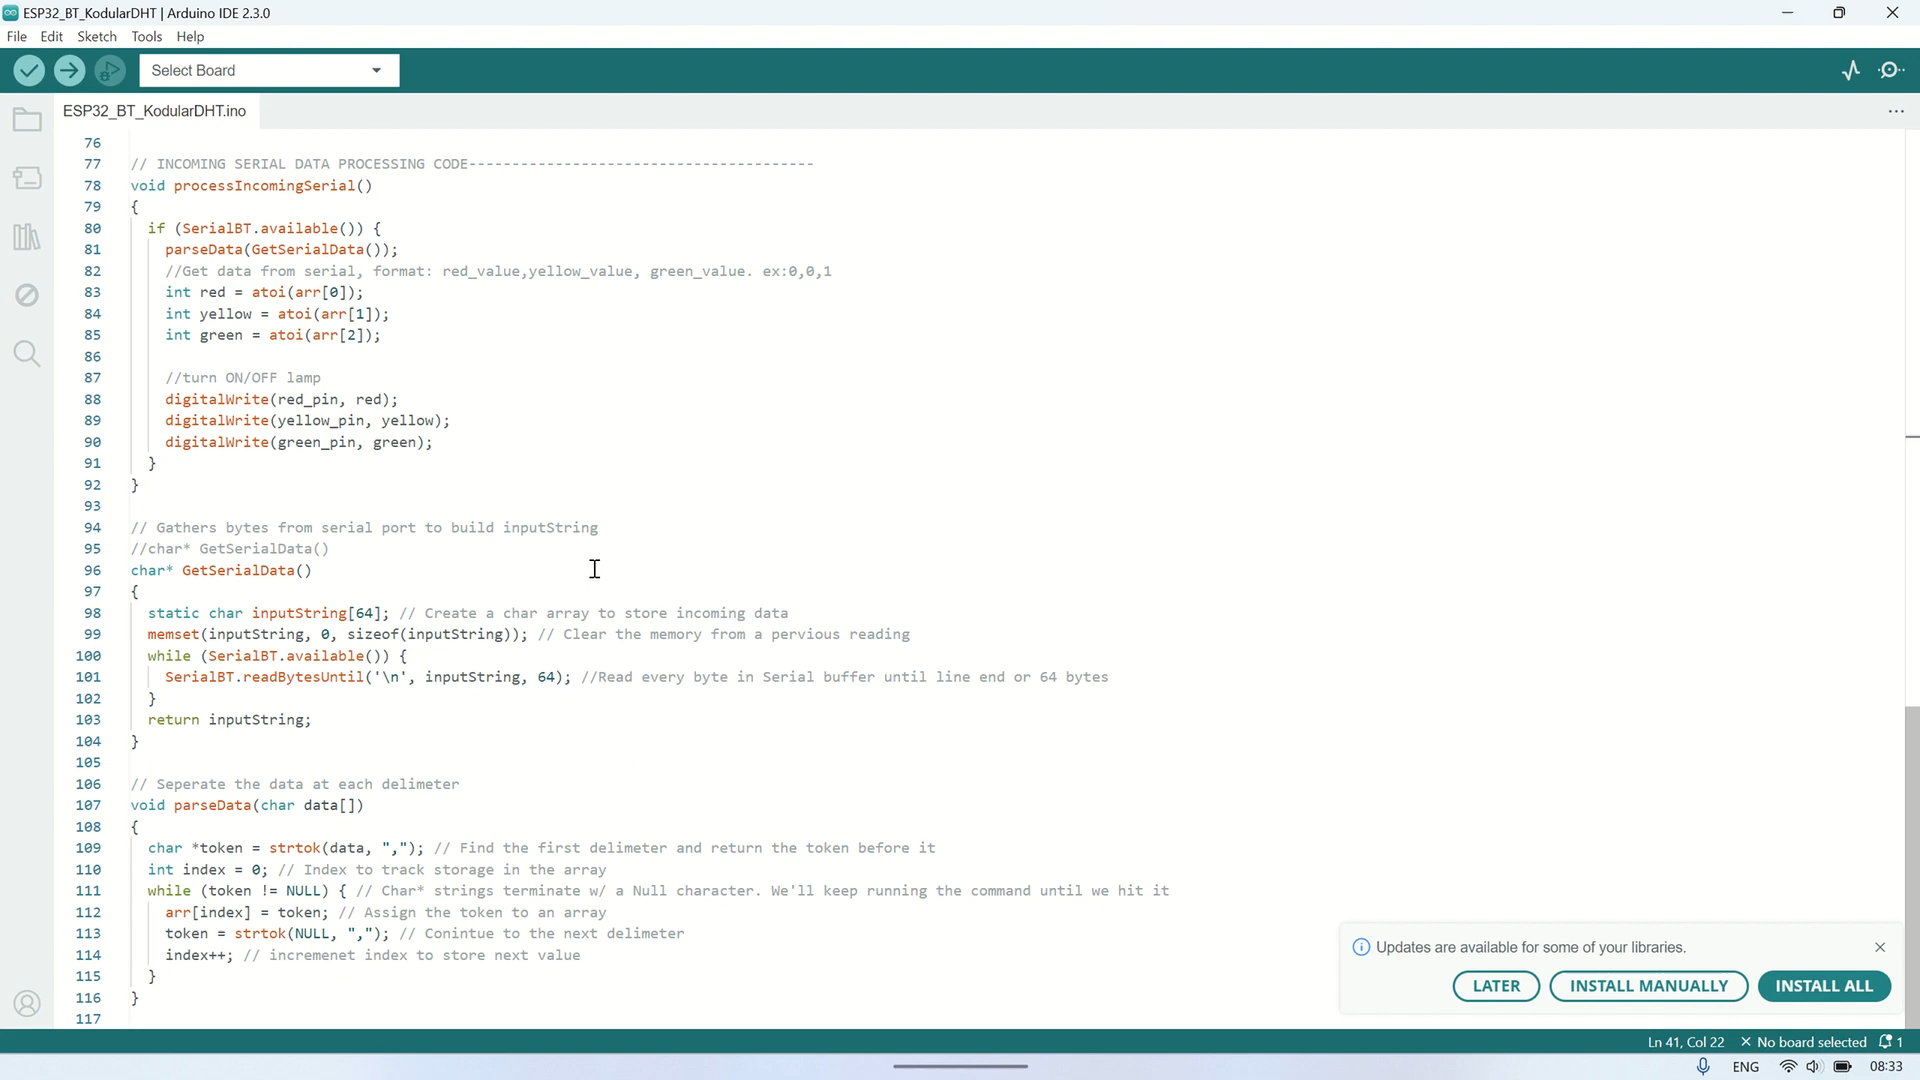 ESP32_BT_KodularDHT | Arduino IDE 2.3.0
File Edit Sketch Tools Help
Select Board
ESP32_BT_KodularDHT.ino
76
77 // INCOMING SERIAL DATA PROCESSING CODE----------------------------------------
78 void processIncomingSerial()
79 {
80 if (SerialBT.available()) {
81 parseData(GetSerialData());
82 //Get data from serial, format: red_value,yellow_value, green_value. ex:0,0,1
83 int red = atoi(arr[0]);
84 int yellow = atoi(arr[1]);
85 int green = atoi(arr[2]);
86
87 //turn ON/OFF lamp
88 digitalWrite(red_pin, red);
89 digitalWrite(yellow_pin, yellow);
90 digitalWrite(green_pin, green);
91 }
92 }
93
94 // Gathers bytes from serial port to build inputString
95 //char* GetSerialData()
96 char* GetSerialData()
97 {
98 static char inputString[64]; // Create a char array to store incoming data
99 memset(inputString, 0, sizeof(inputString)); // Clear the memory from a pervious reading
100 while (SerialBT.available()) {
101 SerialBT.readBytesUntil('\n', inputString, 64); //Read every byte in Serial buffer until line end or 64 bytes
102 }
103 return inputString;
104 }
105
106 // Seperate the data at each delimeter
107 void parseData(char data[])
108 {
109 char *token = strtok(data, ","); // Find the first delimeter and return the token before it
110 int index = 0; // Index to track storage in the array
111 while (token != NULL) { // Char* strings terminate w/ a Null character. We'll keep running the command until we hit it
112 arr[index] = token; // Assign the token to an array
113 token = strtok(NULL, ","); // Conintue to the next delimeter
114 index++; // incremenet index to store next value
115 }
116 }
117
Updates are available for some of your libraries.
LATER INSTALL MANUALLY INSTALL ALL
Ln 41, Col 22 No board selected 1
ENG 08:33